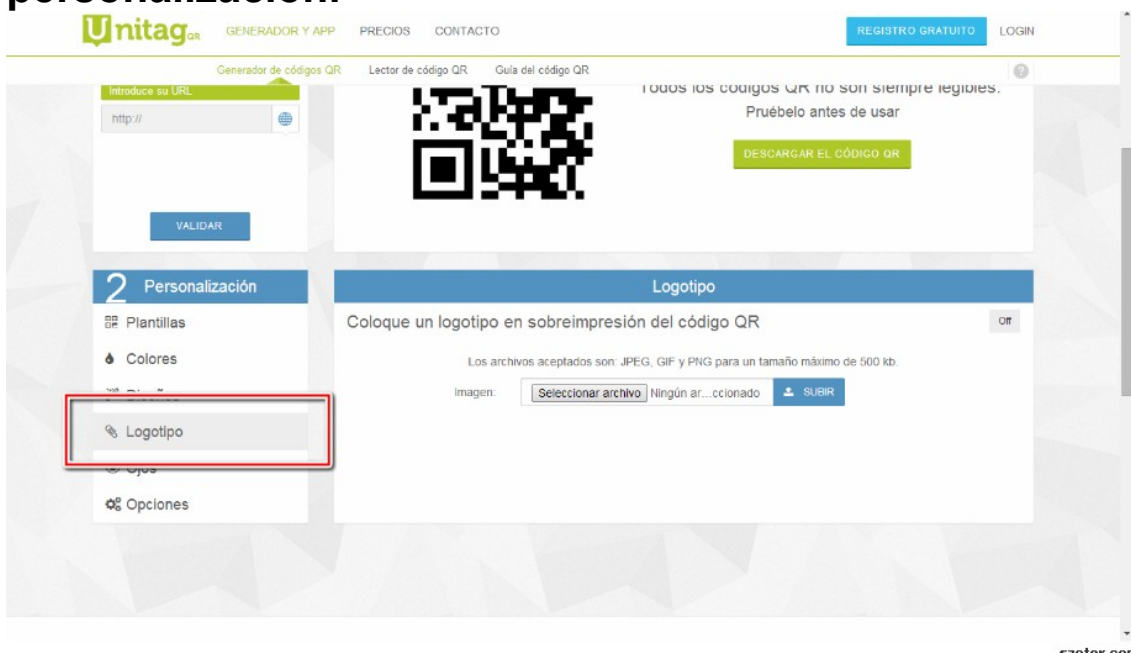 personalización.
Unitag QR GENERADOR Y APP PRECIOS CONTACTO REGISTRO GRATUITO LOGIN
Generador de códigos QR Lector de código QR Guía del código QR ?
Introduce su URL
http://
Todos los códigos QR no son siempre legibles.
Pruébelo antes de usar
DESCARGAR EL CÓDIGO QR
VALIDAR
2 Personalización
Plantillas
Colores
Diseños
Logotipo
Ojos
Opciones
Logotipo
Coloque un logotipo en sobreimpresión del código QR Off
Los archivos aceptados son: JPEG, GIF y PNG para un tamaño máximo de 500 kb.
Imagen: Seleccionar archivo Ningún ar...ccionado SUBIR